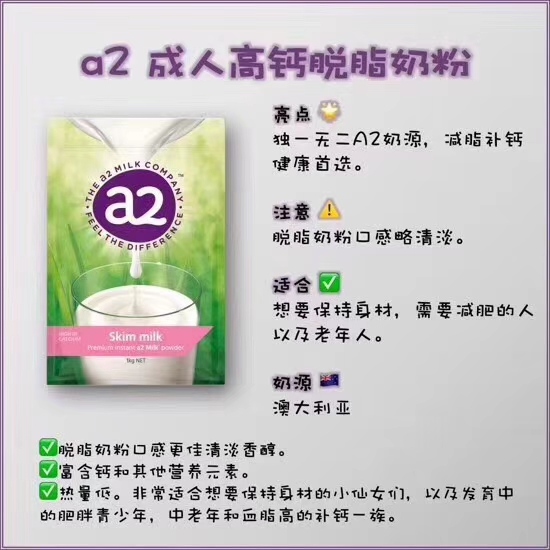 a2 成人高钙脱脂奶粉
亮点
独一无二A2奶源，减脂补钙
健康首选。
注意
脱脂奶粉口感略清淡。
适合
想要保持身材，需要减肥的人
以及老年人。
奶源
澳大利亚
THE a2 MILK COMPANY
a2
FEEL THE DIFFERENCE
Skim milk
Premium instant a2 Milk powder
1kg NET
脱脂奶粉口感更佳清淡香醇。
富含钙和其他营养元素。
热量低。非常适合想要保持身材的小仙女们，以及发育中
的肥胖青少年，中老年和血脂高的补钙一族。